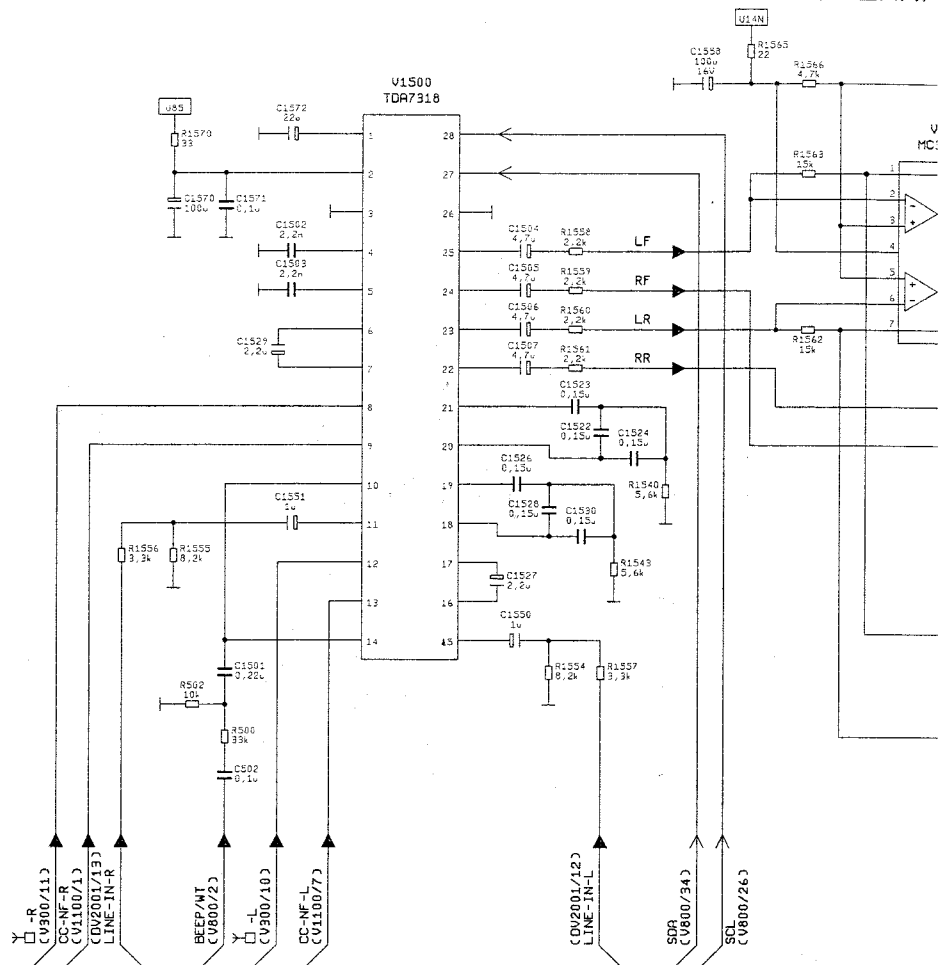 U14N
R1565
22
C1558
100u
16V
R1566
4,7k
V1500
TDA7318
U85
R1570
33
C1572
22u
1
28
2
27
C1570
100u
C1571
0,1u
3
26
C1502
2,2n
4
25
C1504
4,7u
R1558
2,2k
LF
C1503
2,2n
5
24
C1505
4,7u
R1559
2,2k
RF
C1506
4,7u
R1560
2,2k
LR
6
23
C1529
2,2u
7
22
C1507
4,7u
R1561
2,2k
RR
R1563
15k
1
2
3
4
5
6
7
R1562
15k
8
21
C1523
0,15u
C1522
0,15u
C1524
0,15u
9
20
R1540
5,6k
10
19
C1526
0,15u
C1528
0,15u
C1530
0,15u
C1551
1u
11
18
R1556
3,3k
R1555
8,2k
R1543
5,6k
12
17
C1527
2,2u
13
16
C1550
1u
14
15
C1501
0,22u
R1554
8,2k
R1557
3,3k
R502
10k
R500
33k
C502
0,1u
-R
(V300/11)
CC-NF-R
(V1100/1)
(DV2001/13)
LINE-IN-R
BEEP/WT
(V800/2)
-L
(V300/10)
CC-NF-L
(V1100/7)
(DV2001/12)
LINE-IN-L
SDA
(V800/34)
SCL
(V800/26)